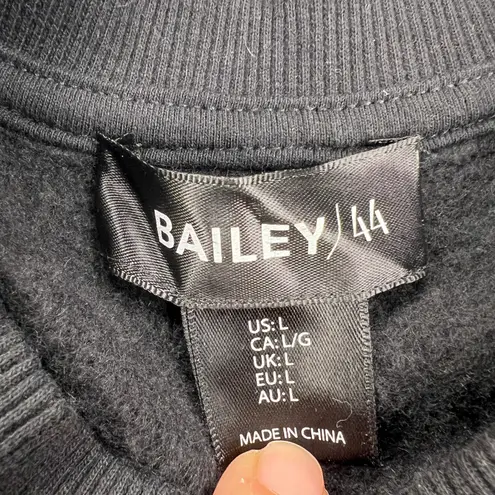 BAILEY/44
US: L
CA: L/G
UK: L
EU: L
AU: L
MADE IN CHINA